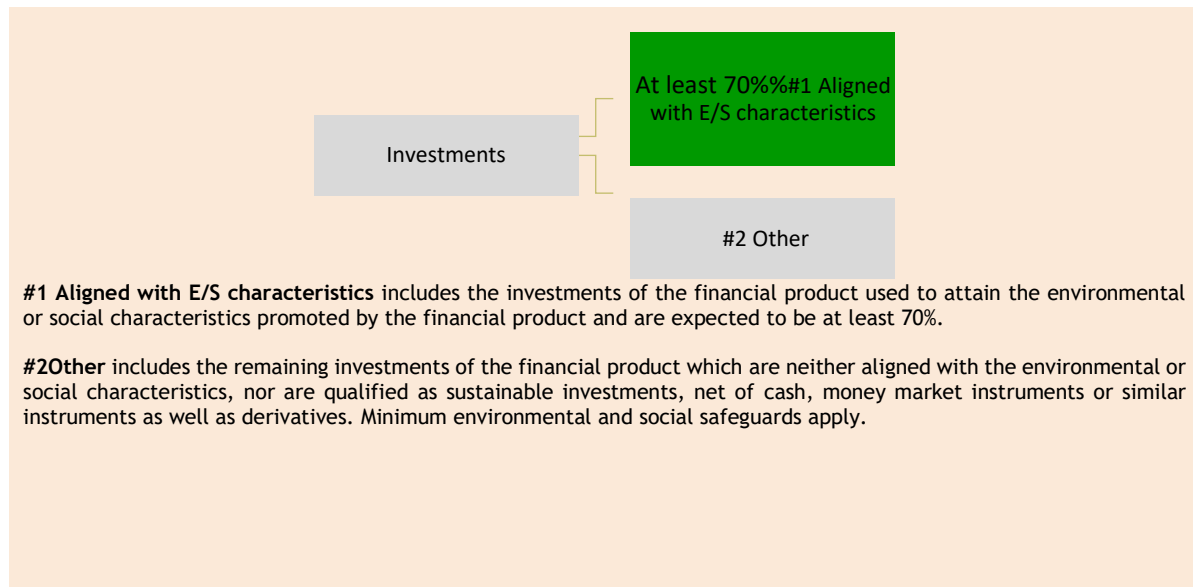 At least 70%%#1 Aligned
with E/S characteristics
Investments
#2 Other
#1 Aligned with E/S characteristics includes the investments of the financial product used to attain the environmental
or social characteristics promoted by the financial product and are expected to be at least 70%.
#2Other includes the remaining investments of the financial product which are neither aligned with the environmental or
social characteristics, nor are qualified as sustainable investments, net of cash, money market instruments or similar
instruments as well as derivatives. Minimum environmental and social safeguards apply.